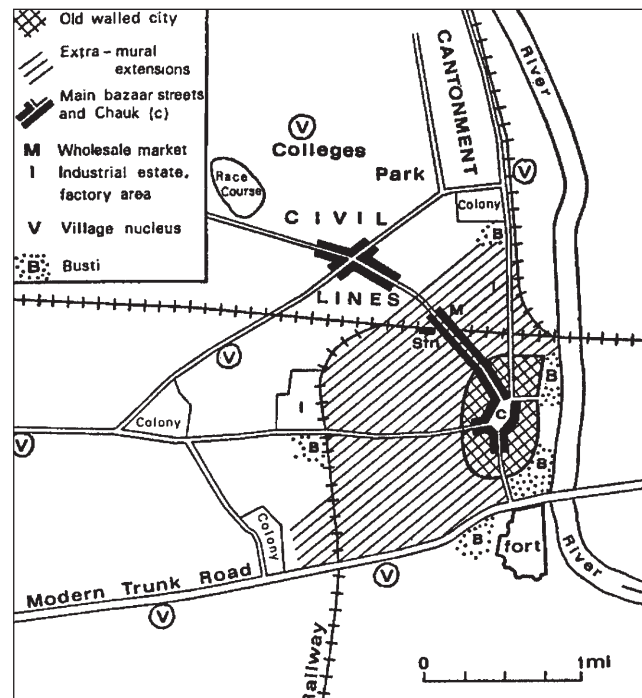 Old walled city
Extra-mural
extensions
Main bazaar streets
and Chauk (c)
M Wholesale market
I Industrial estate,
factory area
V Village nucleus
B Busti
CANTONMENT
River
V
Colleges
Race
Course
Park
V
Colony
B
CIVIL
LINES
M
I
Stn
V
B
C
I
Colony
V
B
B
Colony
B
fort
V
River
Modern Trunk Road
V
Railway
0 1ml